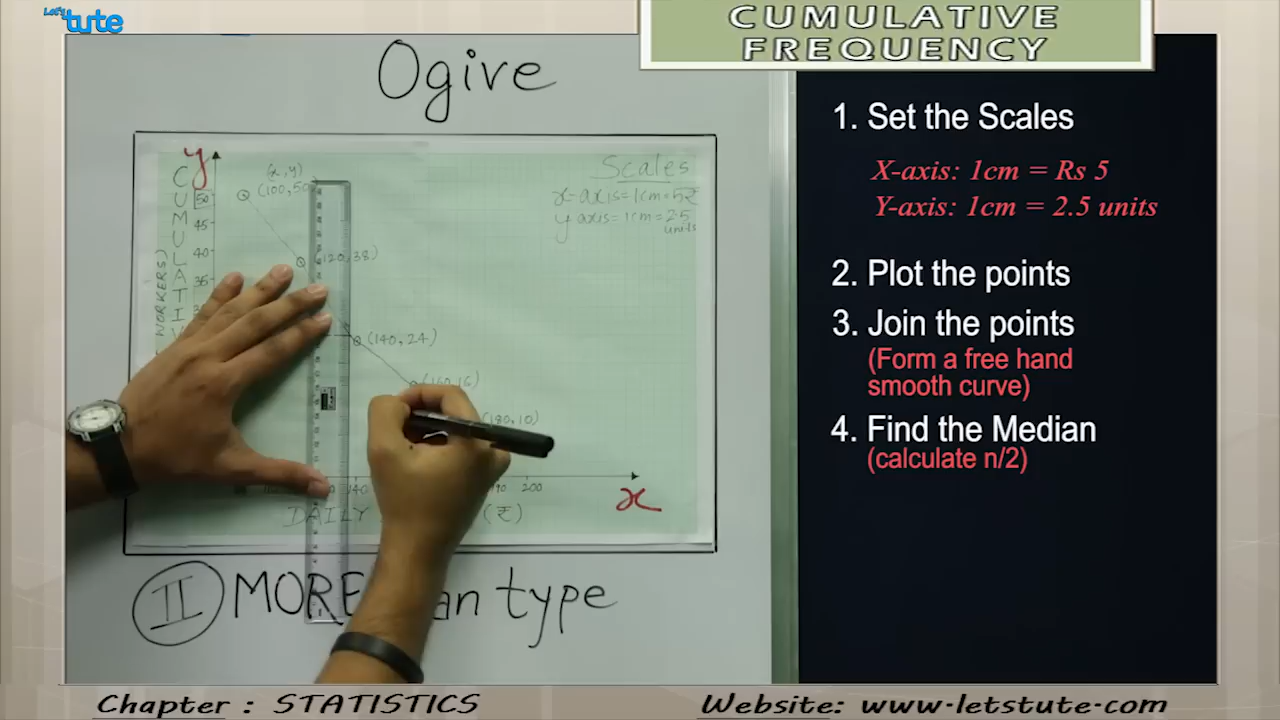 Let's
tute
CUMULATIVE
FREQUENCY
Ogive
y
CUMULATIV
WORKERS)
(x,y)
(100,50
50
45
40
35
(120,38)
(140,24)
(160,16)
(180,10)
Scales
x=axis=1cm=5₹
y axis=1cm=2.5
units
140
200
x
DAILY
(₹)
II MORE an type
1. Set the Scales
X-axis: 1cm = Rs 5
Y-axis: 1cm = 2.5 units
2. Plot the points
3. Join the points
(Form a free hand
smooth curve)
4. Find the Median
(calculate n/2)
Chapter : STATISTICS
Website: www-letstute-com